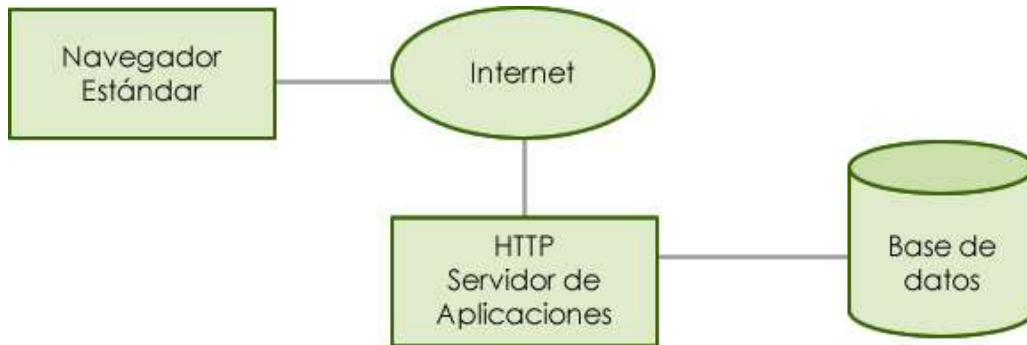 Navegador
Estándar
Internet
HTTP
Servidor de
Aplicaciones
Base de
datos